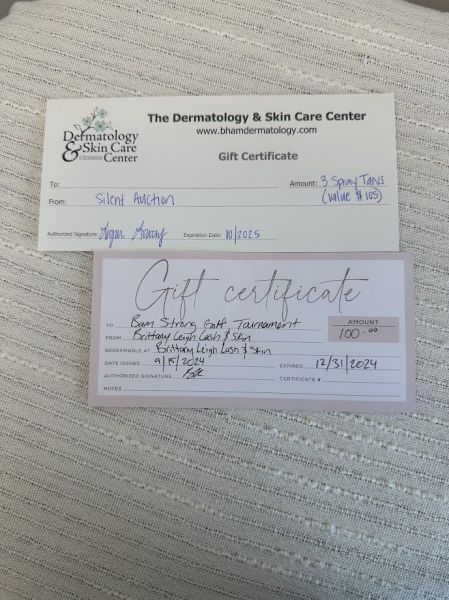 The Dermatology & Skin Care Center
www.bhamdermatology.com
Dermatology
& Skin Care
of Birmingham Center
Gift Certificate
To:
Amount: 3 Spray Tans
From: Silent Auction
(value $105)
Authorized Signature:
Expiration Date: 10/2025
Gift certificate
TO Bam Strong Golf Tournament
AMOUNT
100.00
FROM Brittany Leigh Lash & Skin
REDEEMABLE AT Brittany Leigh Lash & Skin
DATE ISSUED 9/15/2024 EXPIRES 12/31/2024
AUTHORIZED SIGNATURE CERTIFICATE #
NOTES